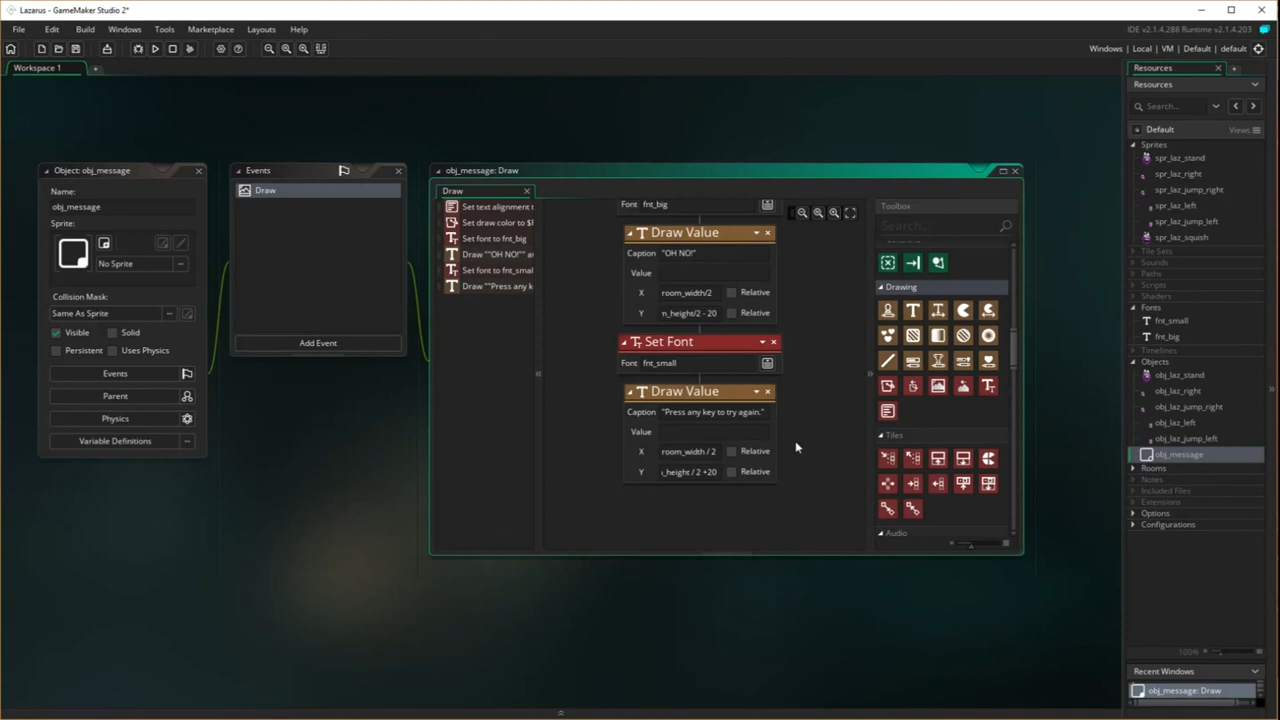 Lazarus - GameMaker Studio 2*
File Edit Build Windows Tools Marketplace Layouts Help
IDE v2.1.4.288 Runtime v2.1.4.203
Windows | Local | VM | Default | default
Workspace 1
Object: obj_message
Name:
obj_message
Sprite:
No Sprite
Collision Mask:
Same As Sprite
Visible Solid
Persistent Uses Physics
Events
Parent
Physics
Variable Definitions
Events
Draw
Add Event
obj_message: Draw
Draw
Set text alignment t
Set draw color to $
Set font to fnt_big
Draw ""OH NO!"" a
Set font to fnt_smal
Draw ""Press any k
Font fnt_big
Draw Value
Caption "OH NO!"
Value
X room_width/2 Relative
Y n_height/2 - 20 Relative
Set Font
Font fnt_small
Draw Value
Caption "Press any key to try again."
Value
X room_width / 2 Relative
Y _height / 2 +20 Relative
Toolbox
Search...
Drawing
Tiles
Audio
Resources
Resources
Search...
Default Views
Sprites
spr_laz_stand
spr_laz_right
spr_laz_jump_right
spr_laz_left
spr_laz_jump_left
spr_laz_squish
Tile Sets
Sounds
Paths
Scripts
Shaders
Fonts
fnt_small
fnt_big
Timelines
Objects
obj_laz_stand
obj_laz_right
obj_laz_jump_right
obj_laz_left
obj_laz_jump_left
obj_message
Rooms
Notes
Included Files
Extensions
Options
Configurations
100%
Recent Windows
obj_message: Draw